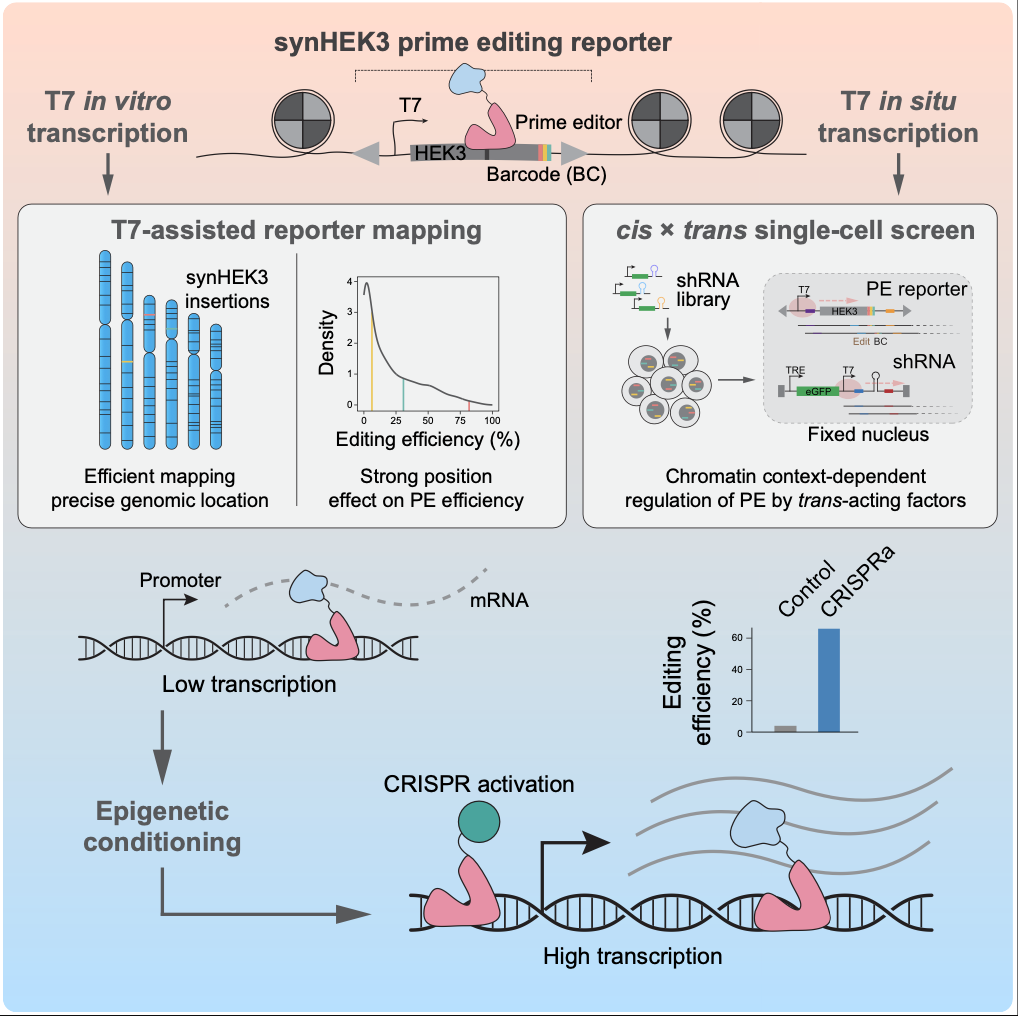 synHEK3 prime editing reporter
T7 in vitro
transcription
T7
Prime editor
HEK3
Barcode (BC)
T7 in situ
transcription
T7-assisted reporter mapping
synHEK3
insertions
Efficient mapping
precise genomic location
Density
4
3
2
1
0
0
25
50
75
100
Editing efficiency (%)
Strong position
effect on PE efficiency
cis × trans single-cell screen
shRNA
library
T7
PE reporter
HEK3
Edit BC
shRNA
TRE
T7
eGFP
Fixed nucleus
Chromatin context-dependent
regulation of PE by trans-acting factors
Promoter
mRNA
Low transcription
Control
CRISPRa
Editing
efficiency (%)
60
40
20
0
Epigenetic
conditioning
CRISPR activation
High transcription